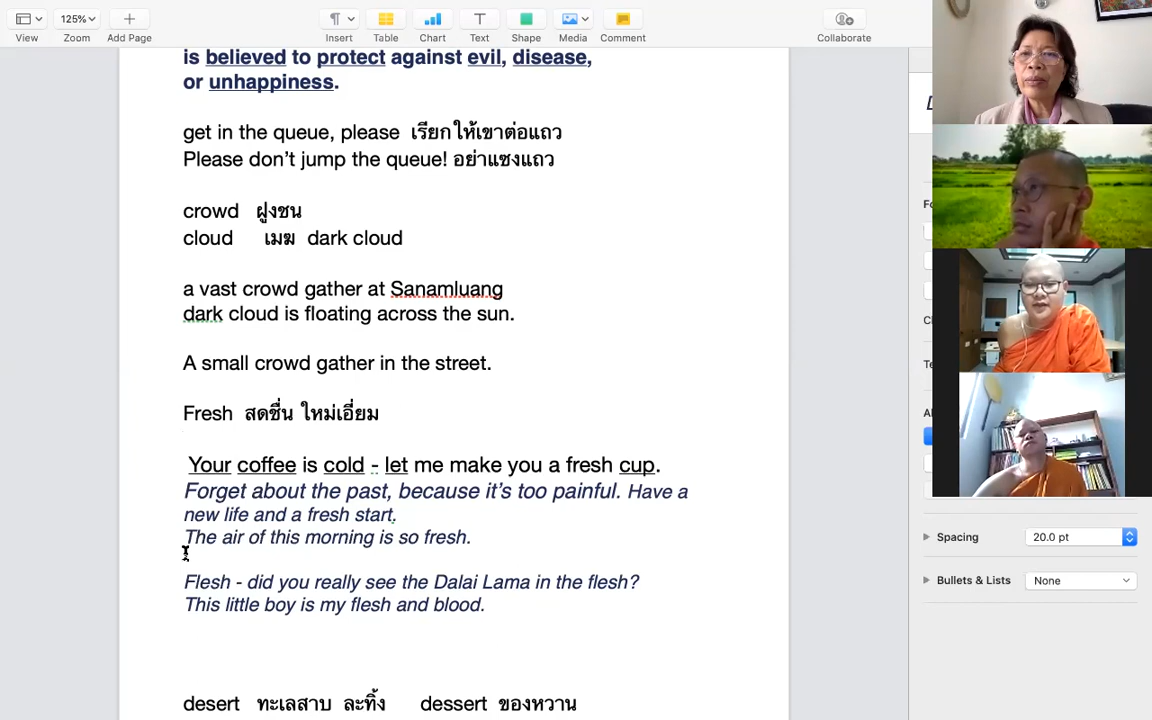 View
125%
Zoom
Add Page
Insert
Table
Chart
Text
Shape
Media
Comment
Collaborate
is believed to protect against evil, disease,
or unhappiness.
get in the queue, please เรียกให้เขาต่อแถว
Please don't jump the queue! อย่าแซงแถว
crowd ฝูงชน
cloud เมฆ dark cloud
a vast crowd gather at Sanamluang
dark cloud is floating across the sun.
A small crowd gather in the street.
Fresh สดชื่น ใหม่เอี่ยม
Your coffee is cold - let me make you a fresh cup.
Forget about the past, because it's too painful. Have a
new life and a fresh start.
The air of this morning is so fresh.
Flesh - did you really see the Dalai Lama in the flesh?
This little boy is my flesh and blood.
desert ทะเลสาบ ละทิ้ง dessert ของหวาน
Spacing 20.0 pt
Bullets & Lists None